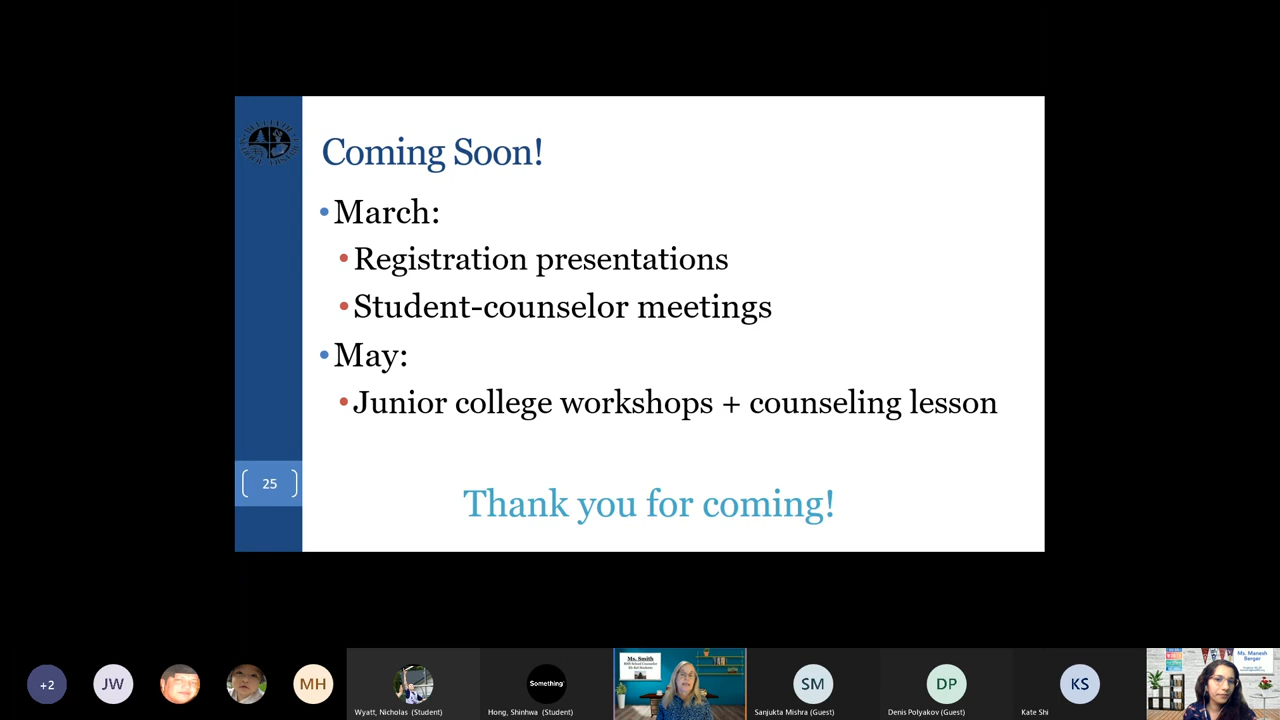 Coming Soon!
•March:
•Registration presentations
•Student-counselor meetings
•May:
•Junior college workshops + counseling lesson
25
Thank you for coming!
+2
JW
MH
Wyatt, Nicholas (Student)
Something
Hong, Shinhwa (Student)
Ms. Smith
SM
Sanjukta Mishra (Guest)
DP
Denis Polyakov (Guest)
KS
Kate Shi
Ms. Manesh
Berger